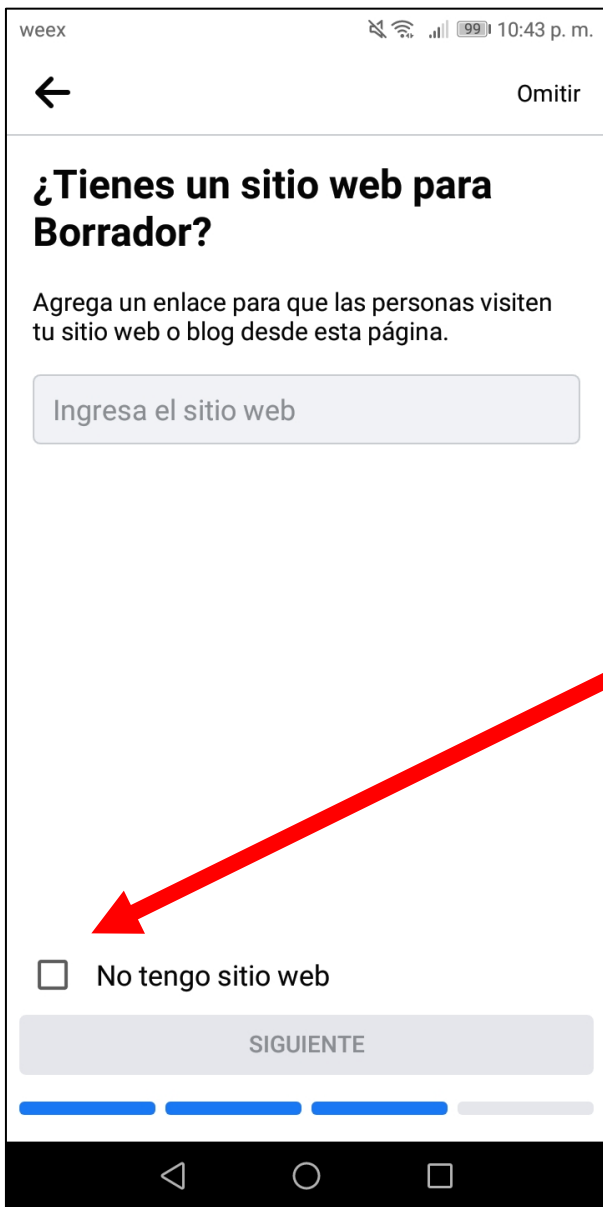 weex 99 10:43 p. m.
Omitir
¿Tienes un sitio web para
Borrador?
Agrega un enlace para que las personas visiten
tu sitio web o blog desde esta página.
Ingresa el sitio web
No tengo sitio web
SIGUIENTE